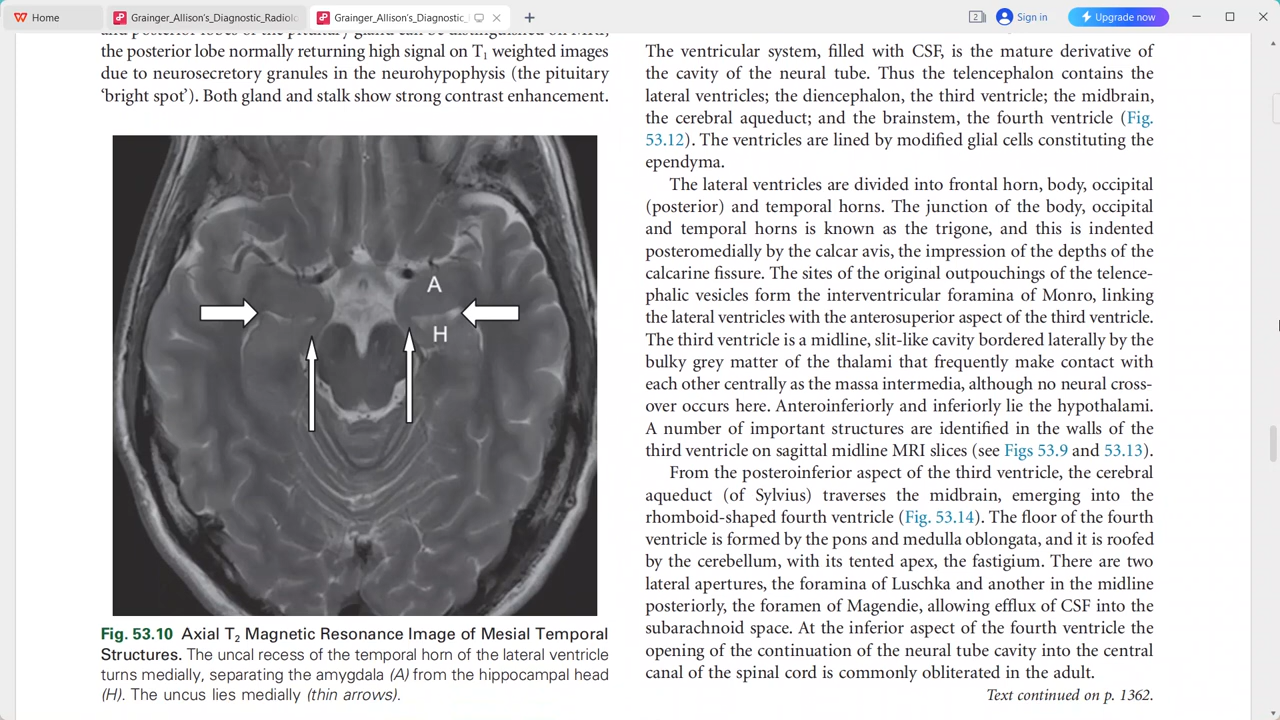 Home
Grainger_Allison's_Diagnostic_Radiolo
Grainger_Allison's_Diagnostic_
2
Sign in
Upgrade now
the posterior lobe normally returning high signal on T1 weighted images
due to neurosecretory granules in the neurohypophysis (the pituitary
‘bright spot’). Both gland and stalk show strong contrast enhancement.
A
H
Fig. 53.10 Axial T2 Magnetic Resonance Image of Mesial Temporal
Structures. The uncal recess of the temporal horn of the lateral ventricle
turns medially, separating the amygdala (A) from the hippocampal head
(H). The uncus lies medially (thin arrows).
The ventricular system, filled with CSF, is the mature derivative of
the cavity of the neural tube. Thus the telencephalon contains the
lateral ventricles; the diencephalon, the third ventricle; the midbrain,
the cerebral aqueduct; and the brainstem, the fourth ventricle (Fig.
53.12). The ventricles are lined by modified glial cells constituting the
ependyma.
The lateral ventricles are divided into frontal horn, body, occipital
(posterior) and temporal horns. The junction of the body, occipital
and temporal horns is known as the trigone, and this is indented
posteromedially by the calcar avis, the impression of the depths of the
calcarine fissure. The sites of the original outpouchings of the telence-
phalic vesicles form the interventricular foramina of Monro, linking
the lateral ventricles with the anterosuperior aspect of the third ventricle.
The third ventricle is a midline, slit-like cavity bordered laterally by the
bulky grey matter of the thalami that frequently make contact with
each other centrally as the massa intermedia, although no neural cross-
over occurs here. Anteroinferiorly and inferiorly lie the hypothalami.
A number of important structures are identified in the walls of the
third ventricle on sagittal midline MRI slices (see Figs 53.9 and 53.13).
From the posteroinferior aspect of the third ventricle, the cerebral
aqueduct (of Sylvius) traverses the midbrain, emerging into the
rhomboid-shaped fourth ventricle (Fig. 53.14). The floor of the fourth
ventricle is formed by the pons and medulla oblongata, and it is roofed
by the cerebellum, with its tented apex, the fastigium. There are two
lateral apertures, the foramina of Luschka and another in the midline
posteriorly, the foramen of Magendie, allowing efflux of CSF into the
subarachnoid space. At the inferior aspect of the fourth ventricle the
opening of the continuation of the neural tube cavity into the central
canal of the spinal cord is commonly obliterated in the adult.
Text continued on p. 1362.